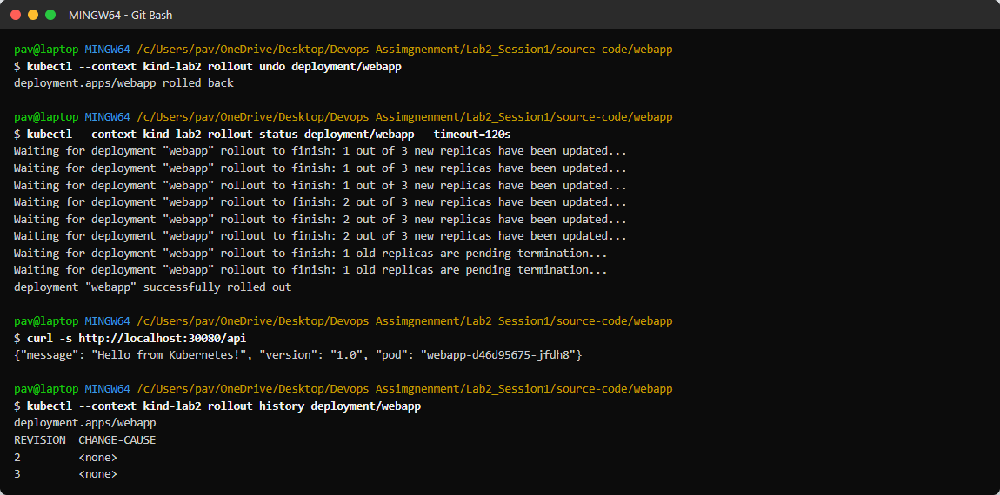 MINGW64 - Git Bash
pav@laptop MINGW64 /c/Users/pav/OneDrive/Desktop/Devops Assimgnenment/Lab2_Session1/source-code/webapp
$ kubectl --context kind-lab2 rollout undo deployment/webapp
deployment.apps/webapp rolled back
pav@laptop MINGW64 /c/Users/pav/OneDrive/Desktop/Devops Assimgnenment/Lab2_Session1/source-code/webapp
$ kubectl --context kind-lab2 rollout status deployment/webapp --timeout=120s
Waiting for deployment "webapp" rollout to finish: 1 out of 3 new replicas have been updated...
Waiting for deployment "webapp" rollout to finish: 1 out of 3 new replicas have been updated...
Waiting for deployment "webapp" rollout to finish: 1 out of 3 new replicas have been updated...
Waiting for deployment "webapp" rollout to finish: 2 out of 3 new replicas have been updated...
Waiting for deployment "webapp" rollout to finish: 2 out of 3 new replicas have been updated...
Waiting for deployment "webapp" rollout to finish: 2 out of 3 new replicas have been updated...
Waiting for deployment "webapp" rollout to finish: 1 old replicas are pending termination...
Waiting for deployment "webapp" rollout to finish: 1 old replicas are pending termination...
deployment "webapp" successfully rolled out
pav@laptop MINGW64 /c/Users/pav/OneDrive/Desktop/Devops Assimgnenment/Lab2_Session1/source-code/webapp
$ curl -s http://localhost:30080/api
{"message": "Hello from Kubernetes!", "version": "1.0", "pod": "webapp-d46d95675-jfdh8"}
pav@laptop MINGW64 /c/Users/pav/OneDrive/Desktop/Devops Assimgnenment/Lab2_Session1/source-code/webapp
$ kubectl --context kind-lab2 rollout history deployment/webapp
deployment.apps/webapp
REVISION  CHANGE-CAUSE
2         <none>
3         <none>